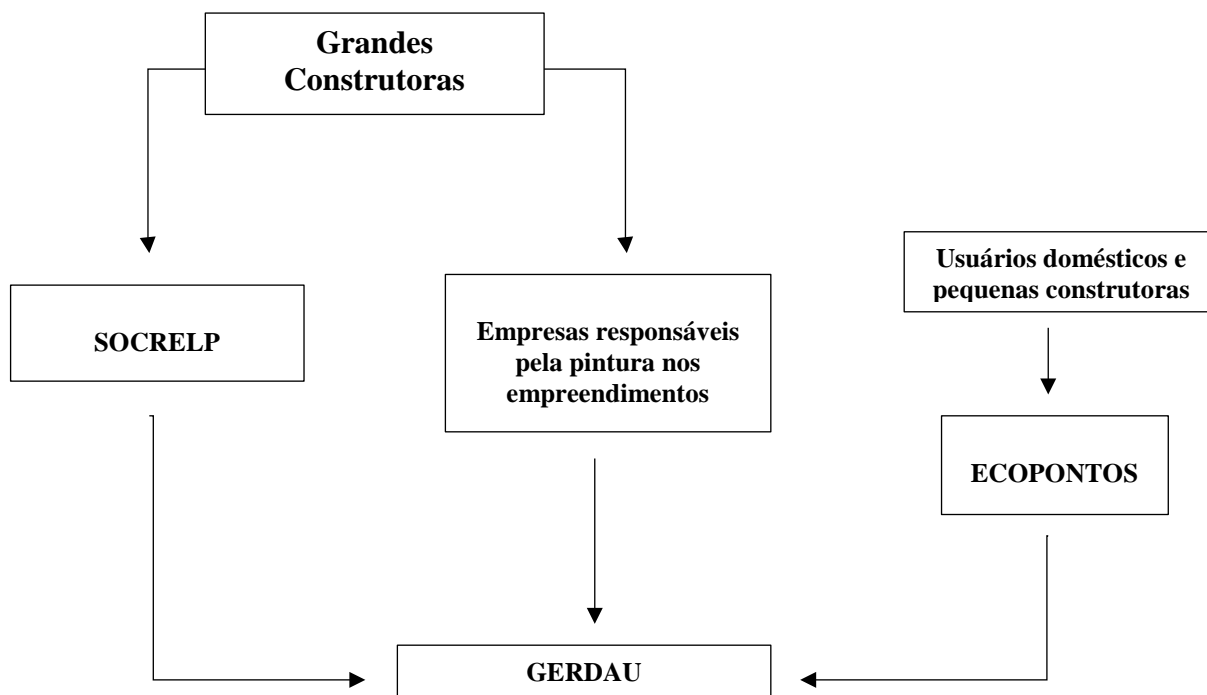 Grandes
Construtoras
Usuários domésticos e
pequenas construtoras
SOCRELP
Empresas responsáveis
pela pintura nos
empreendimentos
ECOPONTOS
GERDAU